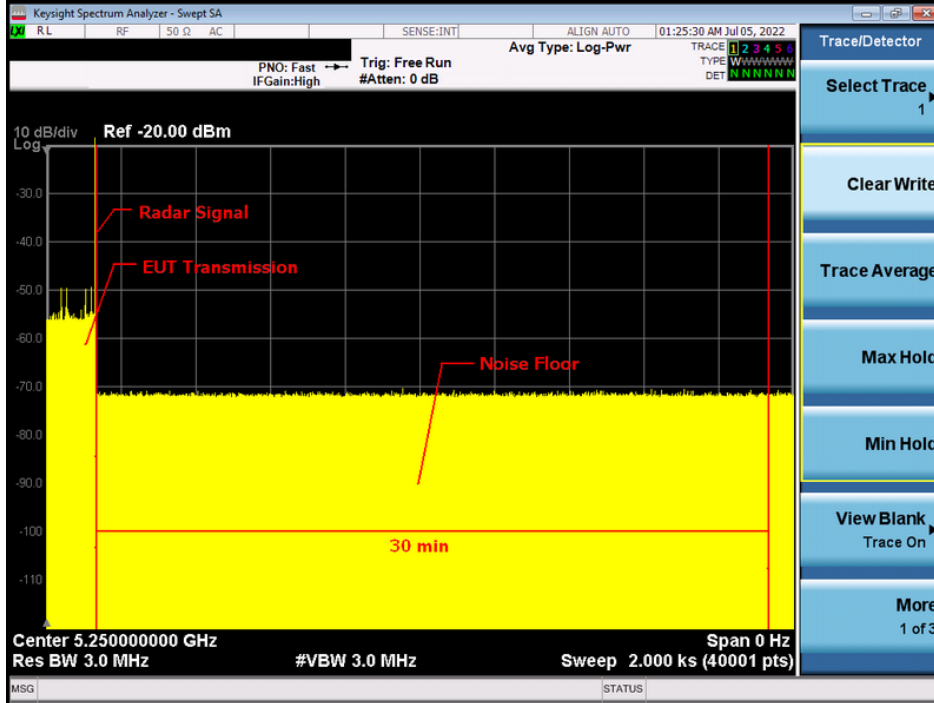 Keysight Spectrum Analyzer - Swept SA
LXI RL RF 50 Ω AC SENSE:INT ALIGN AUTO 01:25:30 AM Jul 05, 2022
Avg Type: Log-Pwr
TRACE 1 2 3 4 5 6
TYPE WWWWWW
DET N N N N N N
PNO: Fast
IFGain:High
Trig: Free Run
#Atten: 0 dB
10 dB/div
Log
Ref -20.00 dBm
-30.0
-40.0
-50.0
-60.0
-70.0
-80.0
-90.0
-100
-110
Radar Signal
EUT Transmission
Noise Floor
30 min
Center 5.250000000 GHz
Span 0 Hz
Res BW 3.0 MHz
#VBW 3.0 MHz
Sweep 2.000 ks (40001 pts)
MSG
STATUS
Trace/Detector
Select Trace
1
Clear Write
Trace Average
Max Hold
Min Hold
View Blank
Trace On
More
1 of 3